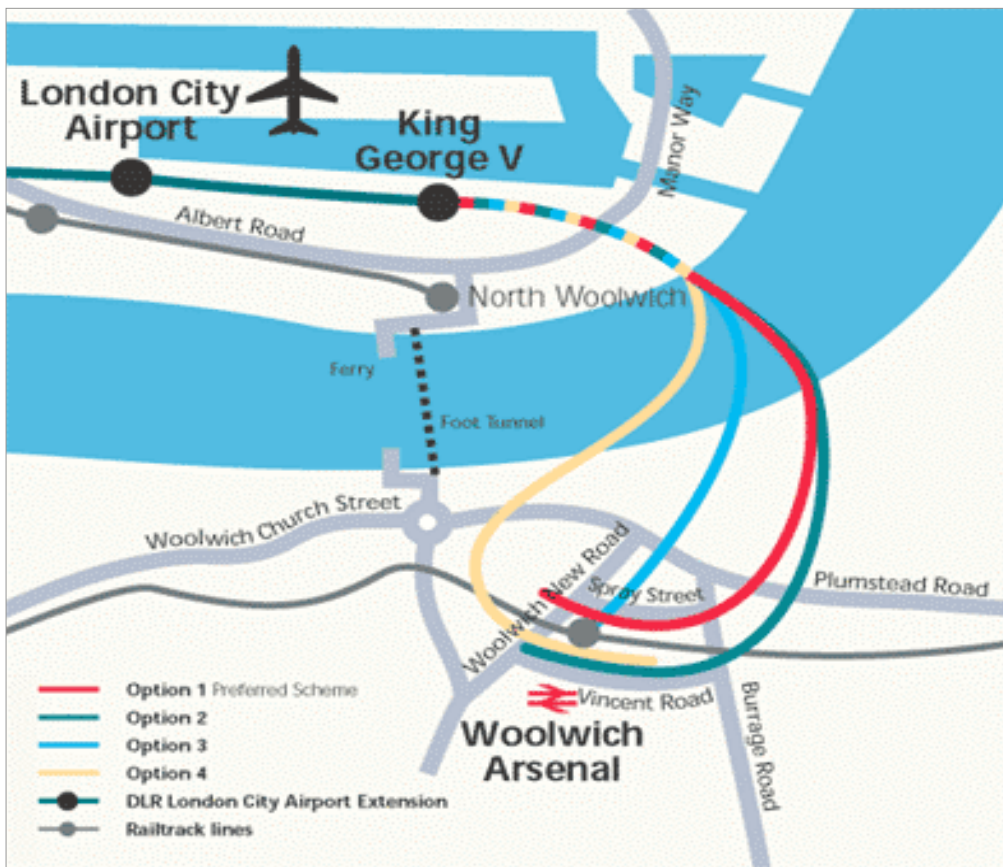 London City
Airport
King
George V
Manor Way
Albert Road
North Woolwich
Ferry
Foot Tunnel
Woolwich Church Street
Woolwich New Road
Spray Street
Plumstead Road
Vincent Road
Burrage Road
Woolwich
Arsenal
Option 1 Preferred Scheme
Option 2
Option 3
Option 4
DLR London City Airport Extension
Railtrack lines